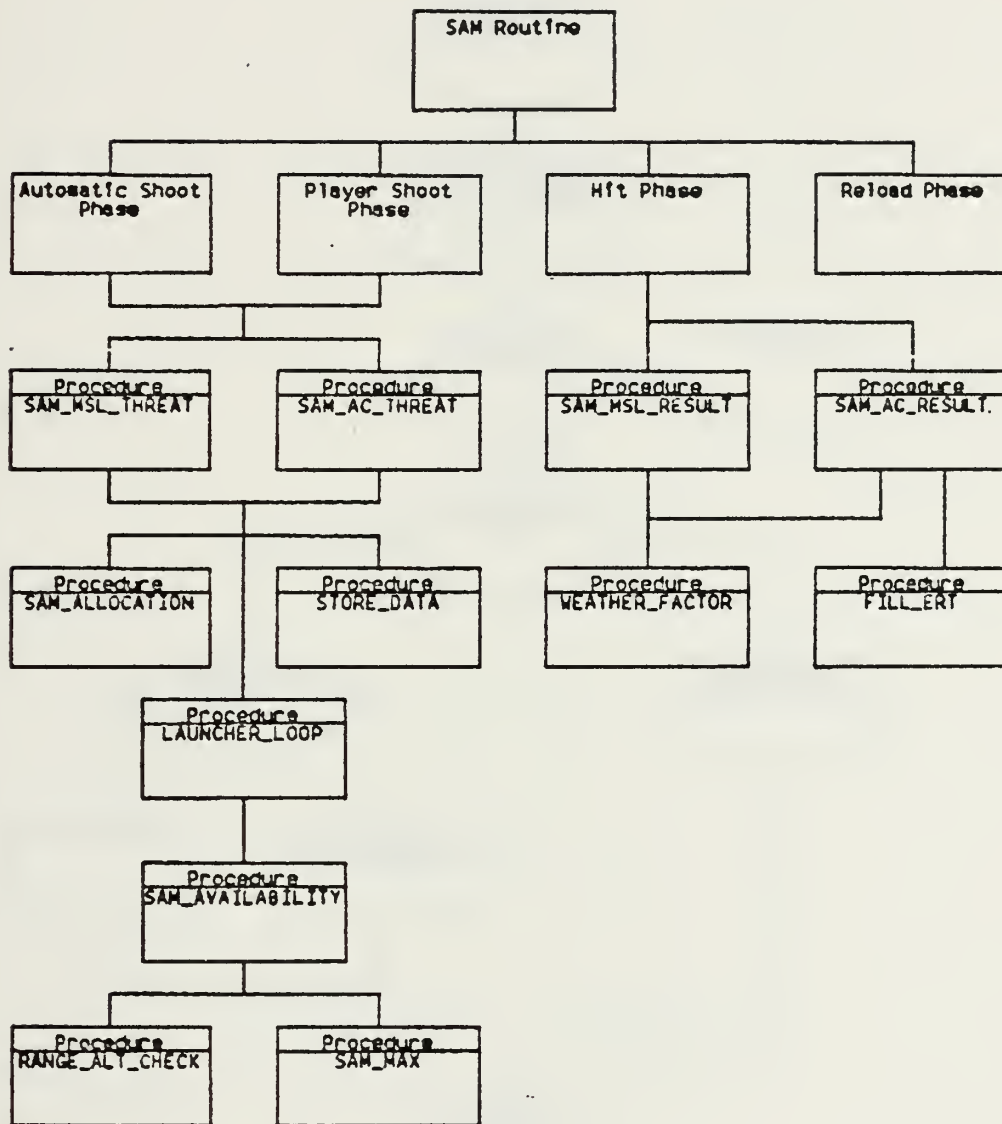 SAM Routine
Automatic Shoot
Phase
Player Shoot
Phase
Hit Phase
Reload Phase
Procedure
SAM_MSL_THREAT
Procedure
SAM_AC_THREAT
Procedure
SAM_MSL_RESULT
Procedure
SAM_AC_RESULT.
Procedure
SAM_ALLOCATION
Procedure
STORE_DATA
Procedure
WEATHER_FACTOR
Procedure
FILL_ERT
Procedure
LAUNCHER_LOOP
Procedure
SAM_AVAILABILITY
Procedure
RANGE_ALT_CHECK
Procedure
SAM_MAX